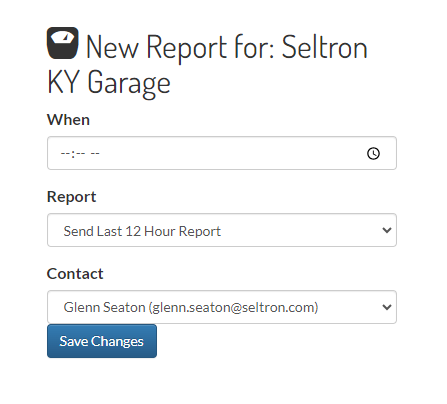 New Report for: Seltron
KY Garage
When
--:-- --
Report
Send Last 12 Hour Report
Contact
Glenn Seaton (glenn.seaton@seltron.com)
Save Changes